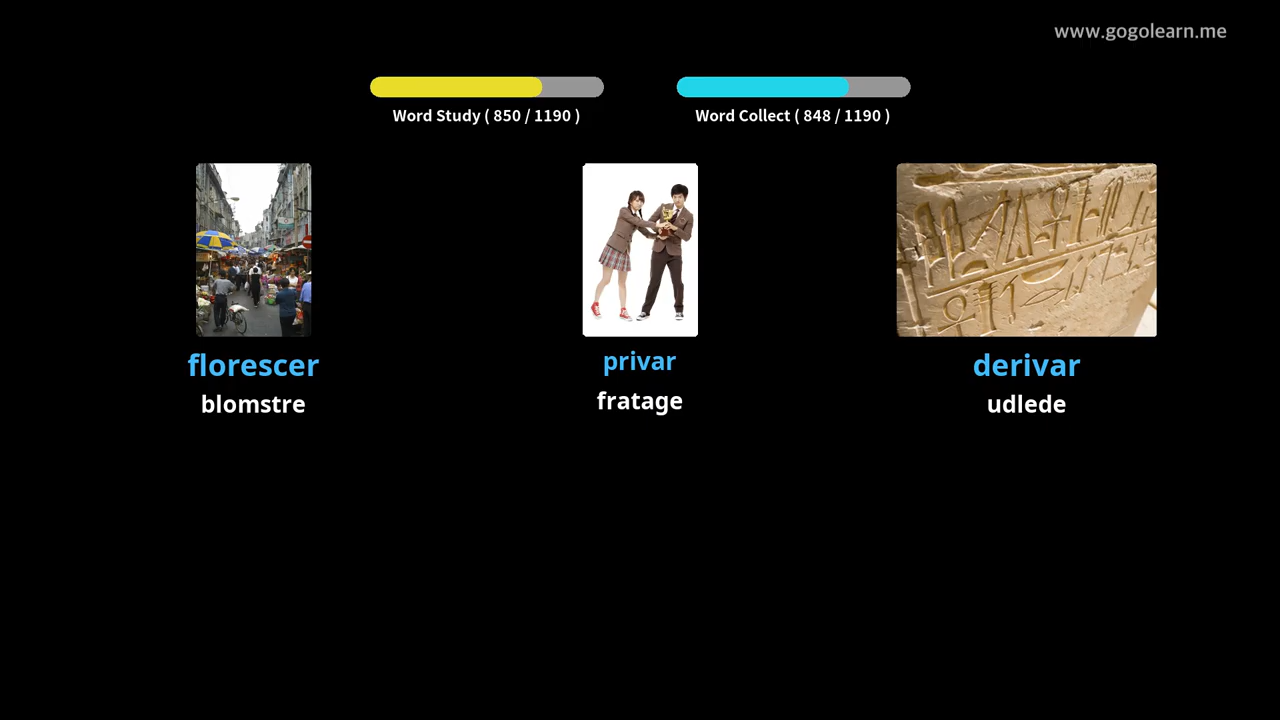 www.gogolearn.me
Word Study ( 850 / 1190 )
Word Collect ( 848 / 1190 )
florescer
blomstre
privar
fratage
derivar
udlede